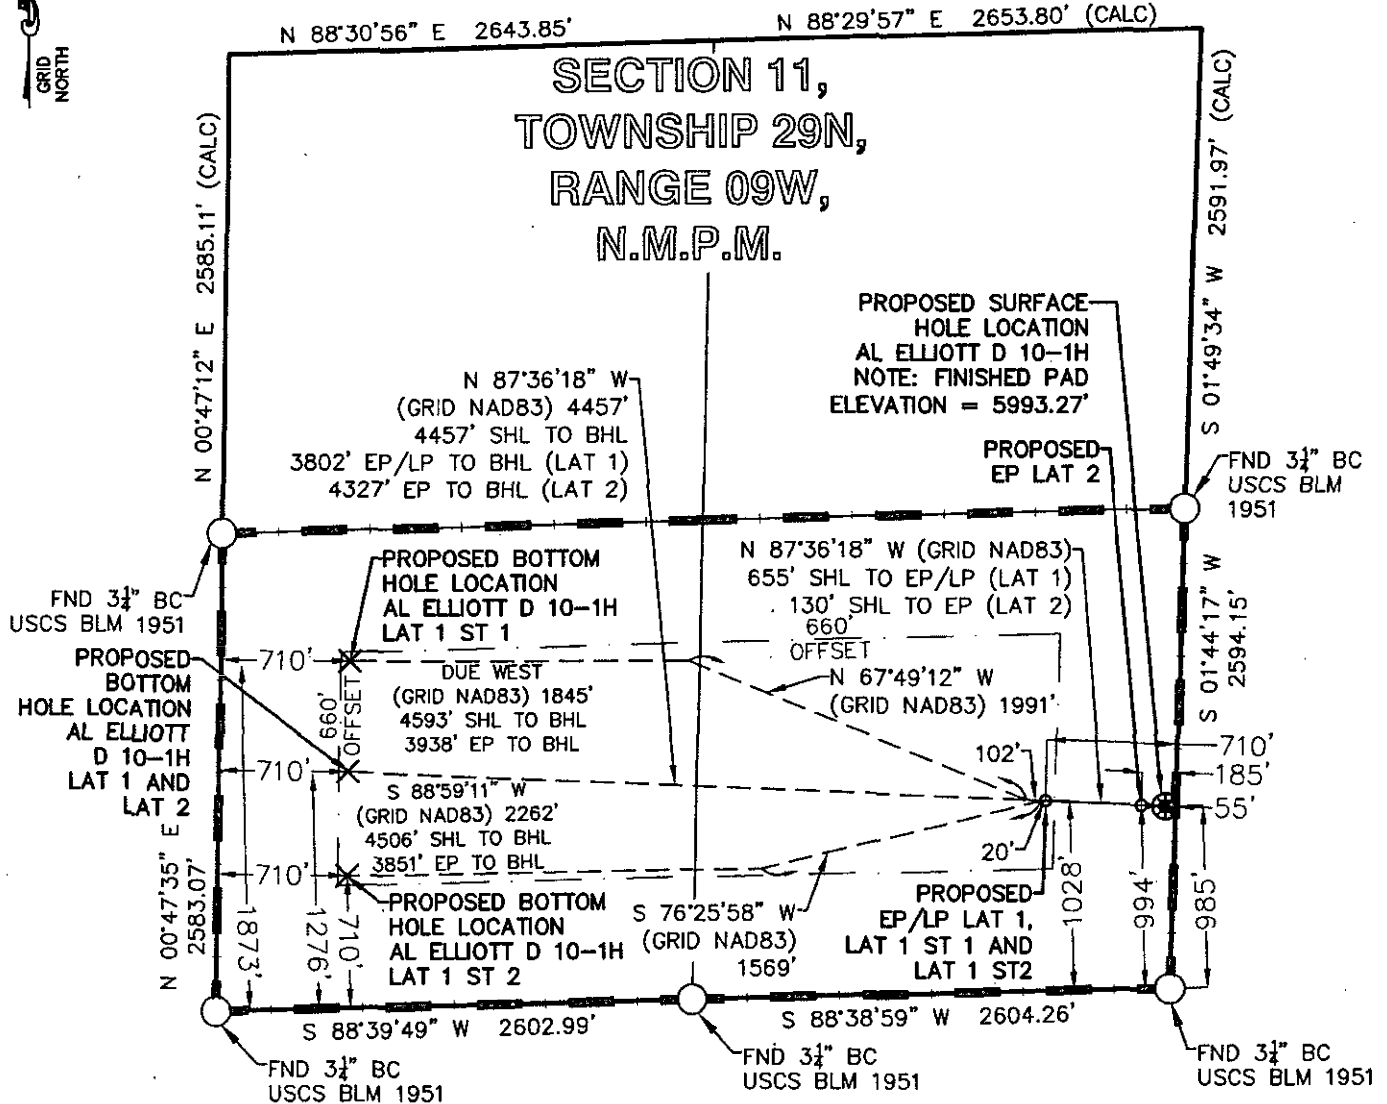 GRID
NORTH
N 88°30'56" E 2643.85'
N 88°29'57" E 2653.80' (CALC)
SECTION 11,
TOWNSHIP 29N,
RANGE 09W,
N.M.P.M.
N 00°47'12" E 2585.11' (CALC)
S 01°49'34" W 2591.97' (CALC)
PROPOSED SURFACE
HOLE LOCATION
AL ELLIOTT D 10-1H
NOTE: FINISHED PAD
ELEVATION = 5993.27'
N 87°36'18" W
(GRID NAD83) 4457'
4457' SHL TO BHL
3802' EP/LP TO BHL (LAT 1)
4327' EP TO BHL (LAT 2)
PROPOSED
EP LAT 2
FND 3¼" BC
USCS BLM
1951
N 87°36'18" W (GRID NAD83)
655' SHL TO EP/LP (LAT 1)
130' SHL TO EP (LAT 2)
660'
OFFSET
PROPOSED BOTTOM
HOLE LOCATION
AL ELLIOTT D 10-1H
LAT 1 ST 1
FND 3¼" BC
USCS BLM 1951
S 01°44'17" W
2594.15'
PROPOSED
BOTTOM
HOLE LOCATION
AL ELLIOTT
D 10-1H
LAT 1 AND
LAT 2
710'
660'
OFFSET
DUE WEST
(GRID NAD83) 1845'
4593' SHL TO BHL
3938' EP TO BHL
N 67°49'12" W
(GRID NAD83) 1991'
102'
710'
185'
55'
710'
S 88°59'11" W
(GRID NAD83) 2262'
4506' SHL TO BHL
3851' EP TO BHL
20'
710'
N 00°47'35" E
2583.07'
1873'
1276'
710'
PROPOSED BOTTOM
HOLE LOCATION
AL ELLIOTT D 10-1H
LAT 1 ST 2
S 76°25'58" W
(GRID NAD83)
1569'
PROPOSED
EP/LP LAT 1,
LAT 1 ST 1 AND
LAT 1 ST2
1028'
994'
985'
S 88°39'49" W 2602.99'
S 88°38'59" W 2604.26'
FND 3¼" BC
USCS BLM 1951
FND 3¼" BC
USCS BLM 1951
FND 3¼" BC
USCS BLM 1951